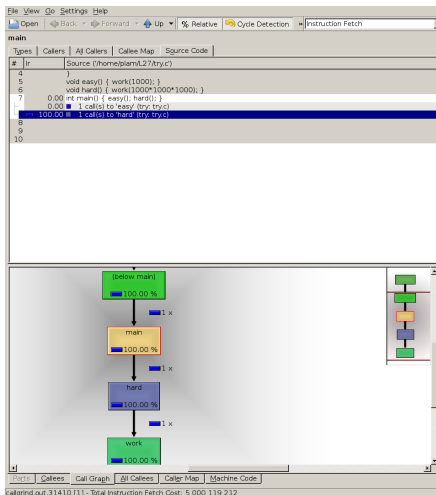 File View Go Settings Help
Open Back Forward Up % Relative Cycle Detection » Instruction Fetch
main
Types Callers All Callers Callee Map Source Code
# Ir Source ('/home/plam/L27/try.c')
4 }
5 void easy() { work(1000); }
6 void hard() { work(1000*1000*1000); }
7 0.00 int main() { easy(); hard(); }
0.00 1 call(s) to 'easy' (try: try.c)
100.00 1 call(s) to 'hard' (try: try.c)
8
9
10
(below main)
100.00 %
1 x
main
100.00 %
1 x
hard
100.00 %
1 x
work
100.00 %
Parts Callees Call Graph All Callees Caller Map Machine Code
callgrind.out.31410 [1] - Total Instruction Fetch Cost: 5 000 119 212